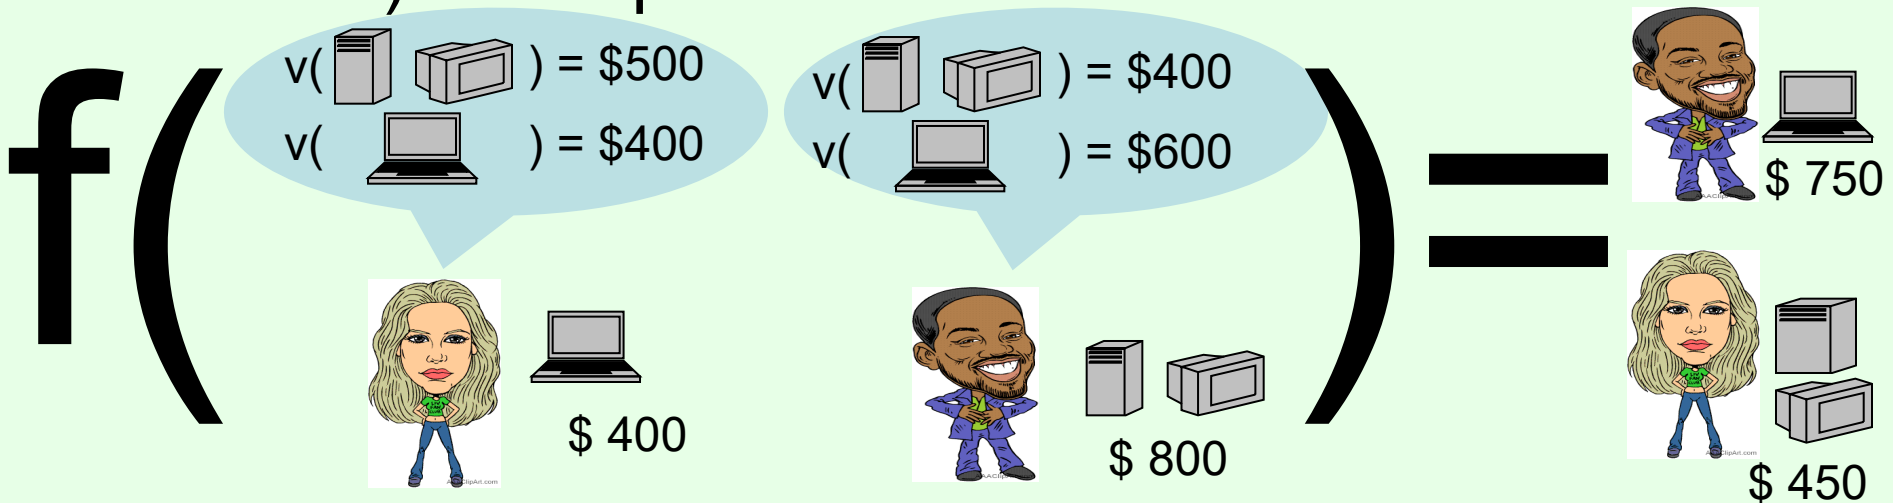 f(
v( ) = $500
v( ) = $400
$ 400
v( ) = $400
v( ) = $600
$ 800
)
=
$ 750
$ 450